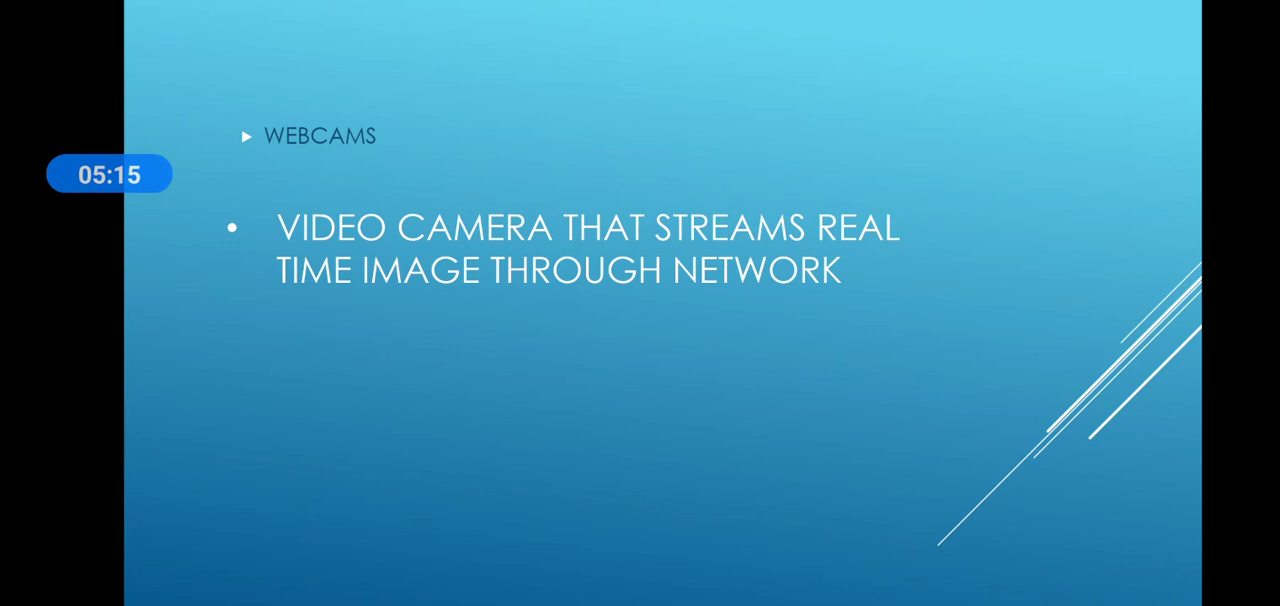 WEBCAMS
05:15
• VIDEO CAMERA THAT STREAMS REAL
TIME IMAGE THROUGH NETWORK